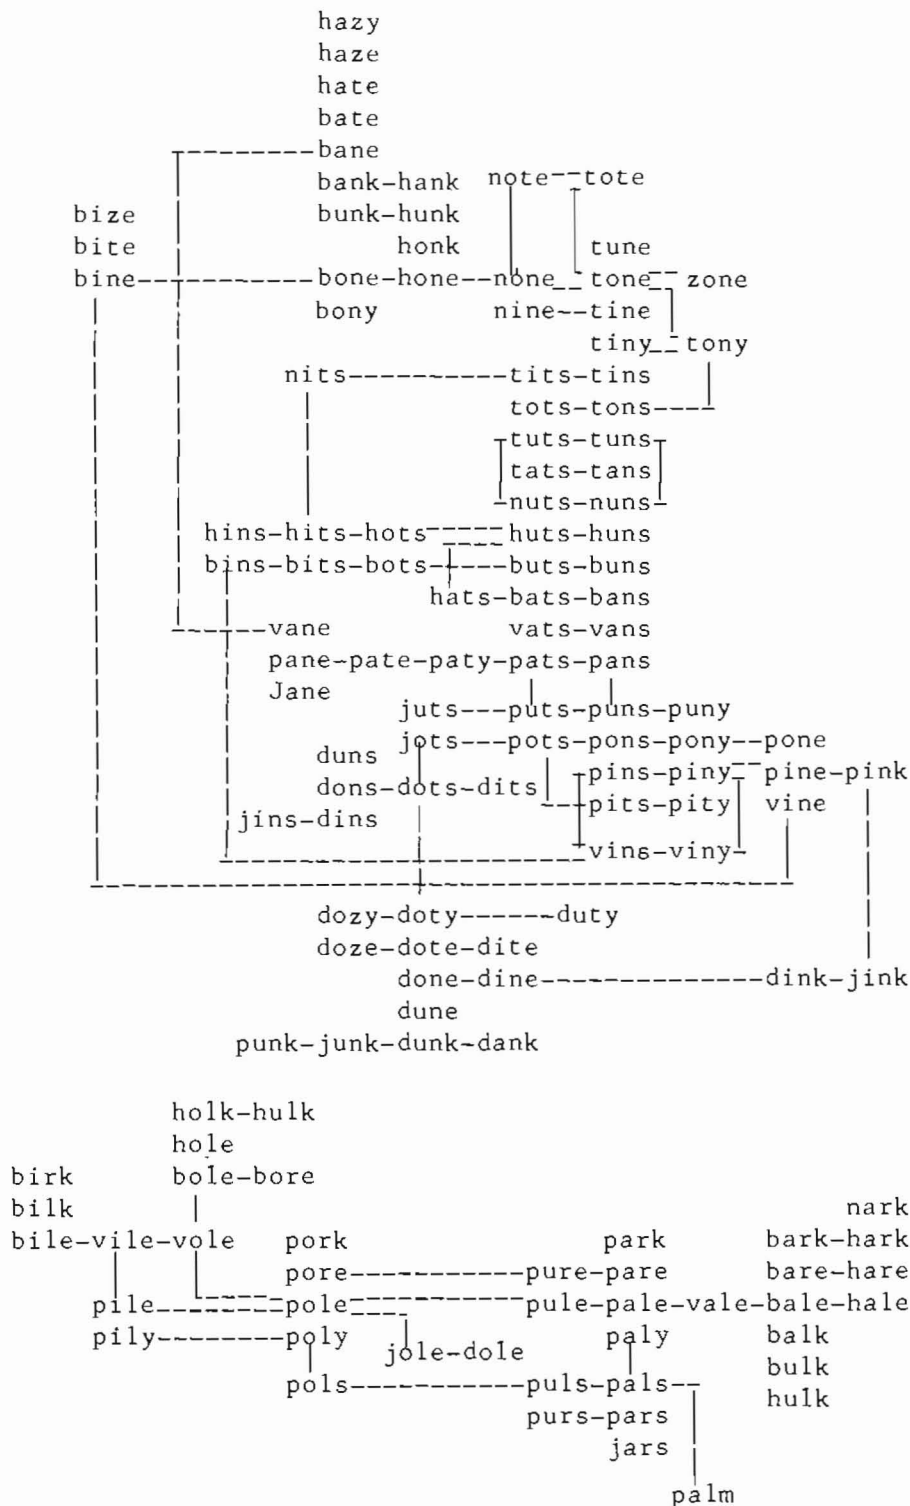 hazy
haze
hate
bate
bane
bank-hank note--tote
bize bunk-hunk
bite honk tune
bine bone-hone--none tone zone
bony nine--tine
tiny tony
nits tits-tins
tots-tons
tuts-tuns
tats-tans
nuts-nuns
hins-hits-hots huts-huns
bins-bits-bots buts-buns
hats-bats-bans
vane vats-vans
pane-pate-paty-pats-pans
Jane
juts---puts-puns-puny
jots---pots-pons-pony--pone
duns pins-piny pine-pink
dons-dots-dits pits-pity vine
jins-dins
vins-viny
dozy-doty------duty
doze-dote-dite
done-dine dink-jink
dune
punk-junk-dunk-dank
holk-hulk
hole
birk bole-bore
bilk nark
bile-vile-vole pork park bark-hark
pore pure-pare bare-hare
pile pole pule-pale-vale-bale-hale
pily poly paly balk
jole-dole bulk
pols puls-pals hulk
purs-pars
jars
palm